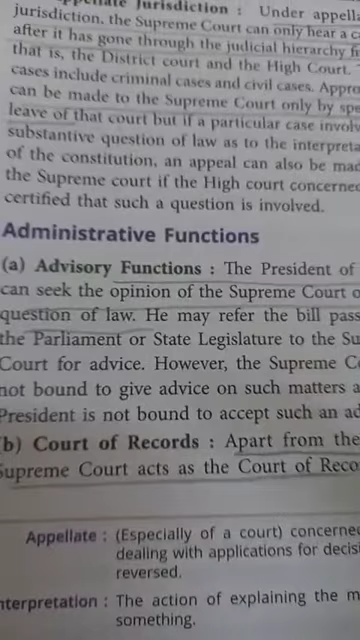 Jurisdiction : Under appell
jurisdiction, the Supreme Court can only hear a c
after it has gone through the judicial hierarchy
that is, the District court and the High Court.
cases include criminal cases and civil cases.
can be made to the Supreme Court only by spe
leave of that court but if a particular case involv
substantive question of law as to the interpreta
of the constitution, an appeal can also be mad
the Supreme court if the High court concerned
certified that such a question is involved.
Administrative Functions
(a) Advisory Functions : The President of
can seek the opinion of the Supreme Court o
question of law. He may refer the bill pass
the Parliament or State Legislature to the Su
Court for advice. However, the Supreme C
not bound to give advice on such matters a
President is not bound to accept such an ad
(b) Court of Records : Apart from the
Supreme Court acts as the Court of Reco
Appellate : (Especially of a court) concerned
dealing with applications for decis
reversed.
nterpretation : The action of explaining the m
something.